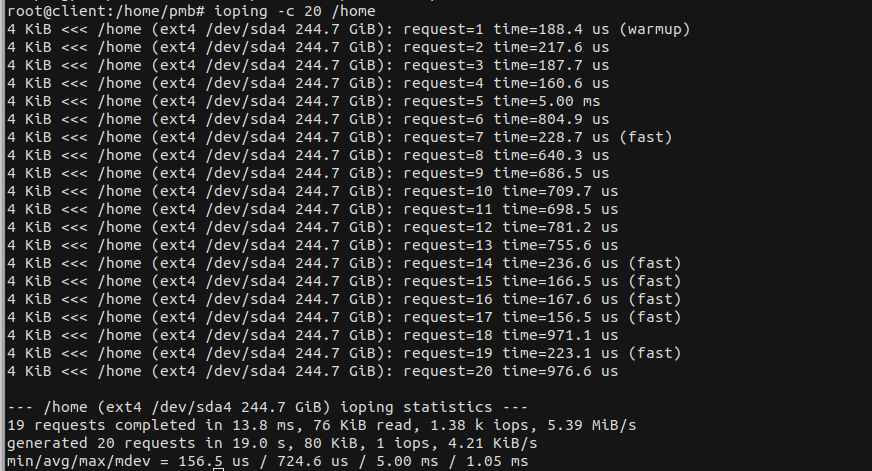 root@client:/home/pmb# ioping -c 20 /home
4 KiB <<< /home (ext4 /dev/sda4 244.7 GiB): request=1 time=188.4 us (warmup)
4 KiB <<< /home (ext4 /dev/sda4 244.7 GiB): request=2 time=217.6 us
4 KiB <<< /home (ext4 /dev/sda4 244.7 GiB): request=3 time=187.7 us
4 KiB <<< /home (ext4 /dev/sda4 244.7 GiB): request=4 time=160.6 us
4 KiB <<< /home (ext4 /dev/sda4 244.7 GiB): request=5 time=5.00 ms
4 KiB <<< /home (ext4 /dev/sda4 244.7 GiB): request=6 time=804.9 us
4 KiB <<< /home (ext4 /dev/sda4 244.7 GiB): request=7 time=228.7 us (fast)
4 KiB <<< /home (ext4 /dev/sda4 244.7 GiB): request=8 time=640.3 us
4 KiB <<< /home (ext4 /dev/sda4 244.7 GiB): request=9 time=686.5 us
4 KiB <<< /home (ext4 /dev/sda4 244.7 GiB): request=10 time=709.7 us
4 KiB <<< /home (ext4 /dev/sda4 244.7 GiB): request=11 time=698.5 us
4 KiB <<< /home (ext4 /dev/sda4 244.7 GiB): request=12 time=781.2 us
4 KiB <<< /home (ext4 /dev/sda4 244.7 GiB): request=13 time=755.6 us
4 KiB <<< /home (ext4 /dev/sda4 244.7 GiB): request=14 time=236.6 us (fast)
4 KiB <<< /home (ext4 /dev/sda4 244.7 GiB): request=15 time=166.5 us (fast)
4 KiB <<< /home (ext4 /dev/sda4 244.7 GiB): request=16 time=167.6 us (fast)
4 KiB <<< /home (ext4 /dev/sda4 244.7 GiB): request=17 time=156.5 us (fast)
4 KiB <<< /home (ext4 /dev/sda4 244.7 GiB): request=18 time=971.1 us
4 KiB <<< /home (ext4 /dev/sda4 244.7 GiB): request=19 time=223.1 us (fast)
4 KiB <<< /home (ext4 /dev/sda4 244.7 GiB): request=20 time=976.6 us
--- /home (ext4 /dev/sda4 244.7 GiB) ioping statistics ---
19 requests completed in 13.8 ms, 76 KiB read, 1.38 k iops, 5.39 MiB/s
generated 20 requests in 19.0 s, 80 KiB, 1 iops, 4.21 KiB/s
min/avg/max/mdev = 156.5 us / 724.6 us / 5.00 ms / 1.05 ms